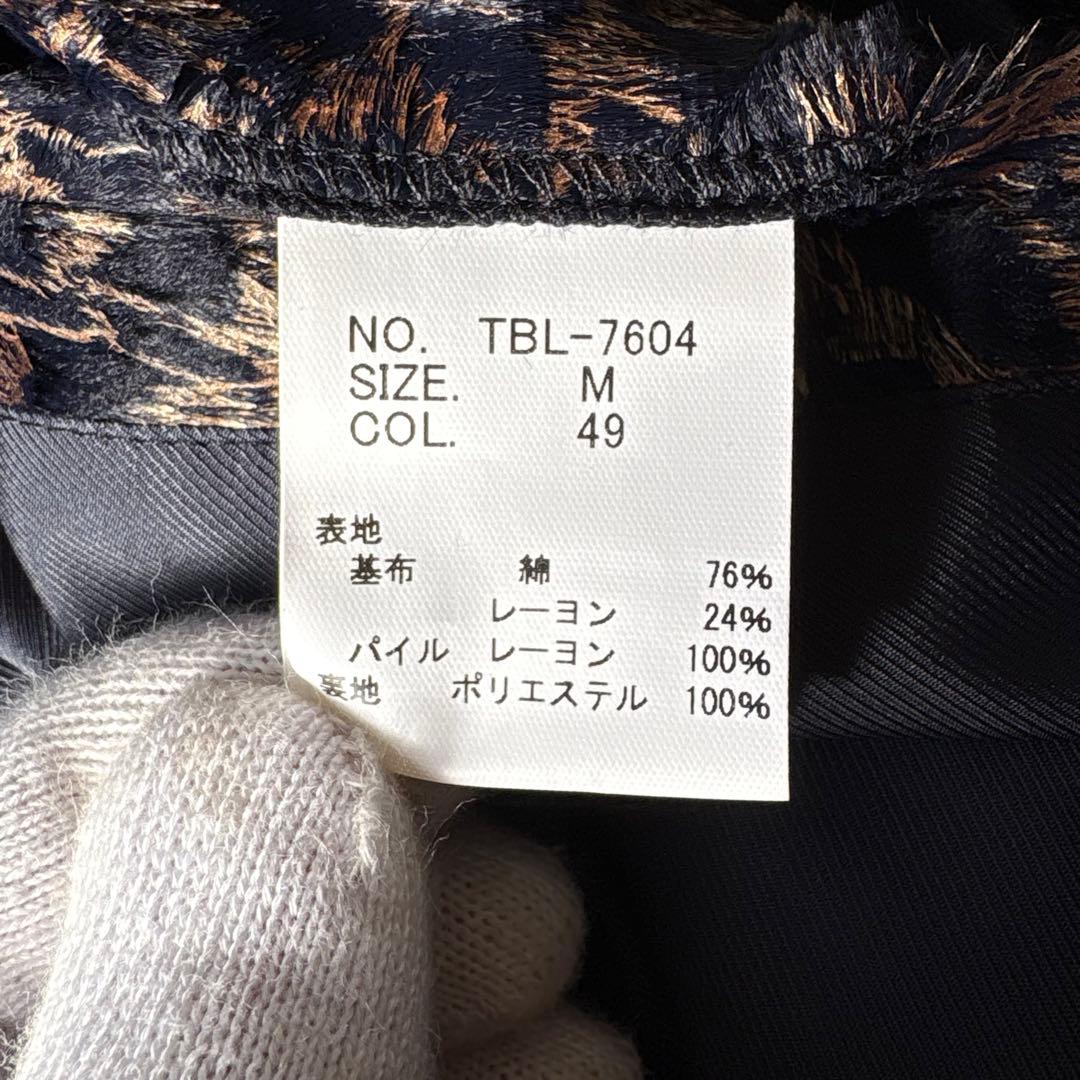 NO. TBL-7604
SIZE. M
COL. 49
表地
基布 綿 76%
レーヨン 24%
パイル レーヨン 100%
裏地 ポリエステル 100%